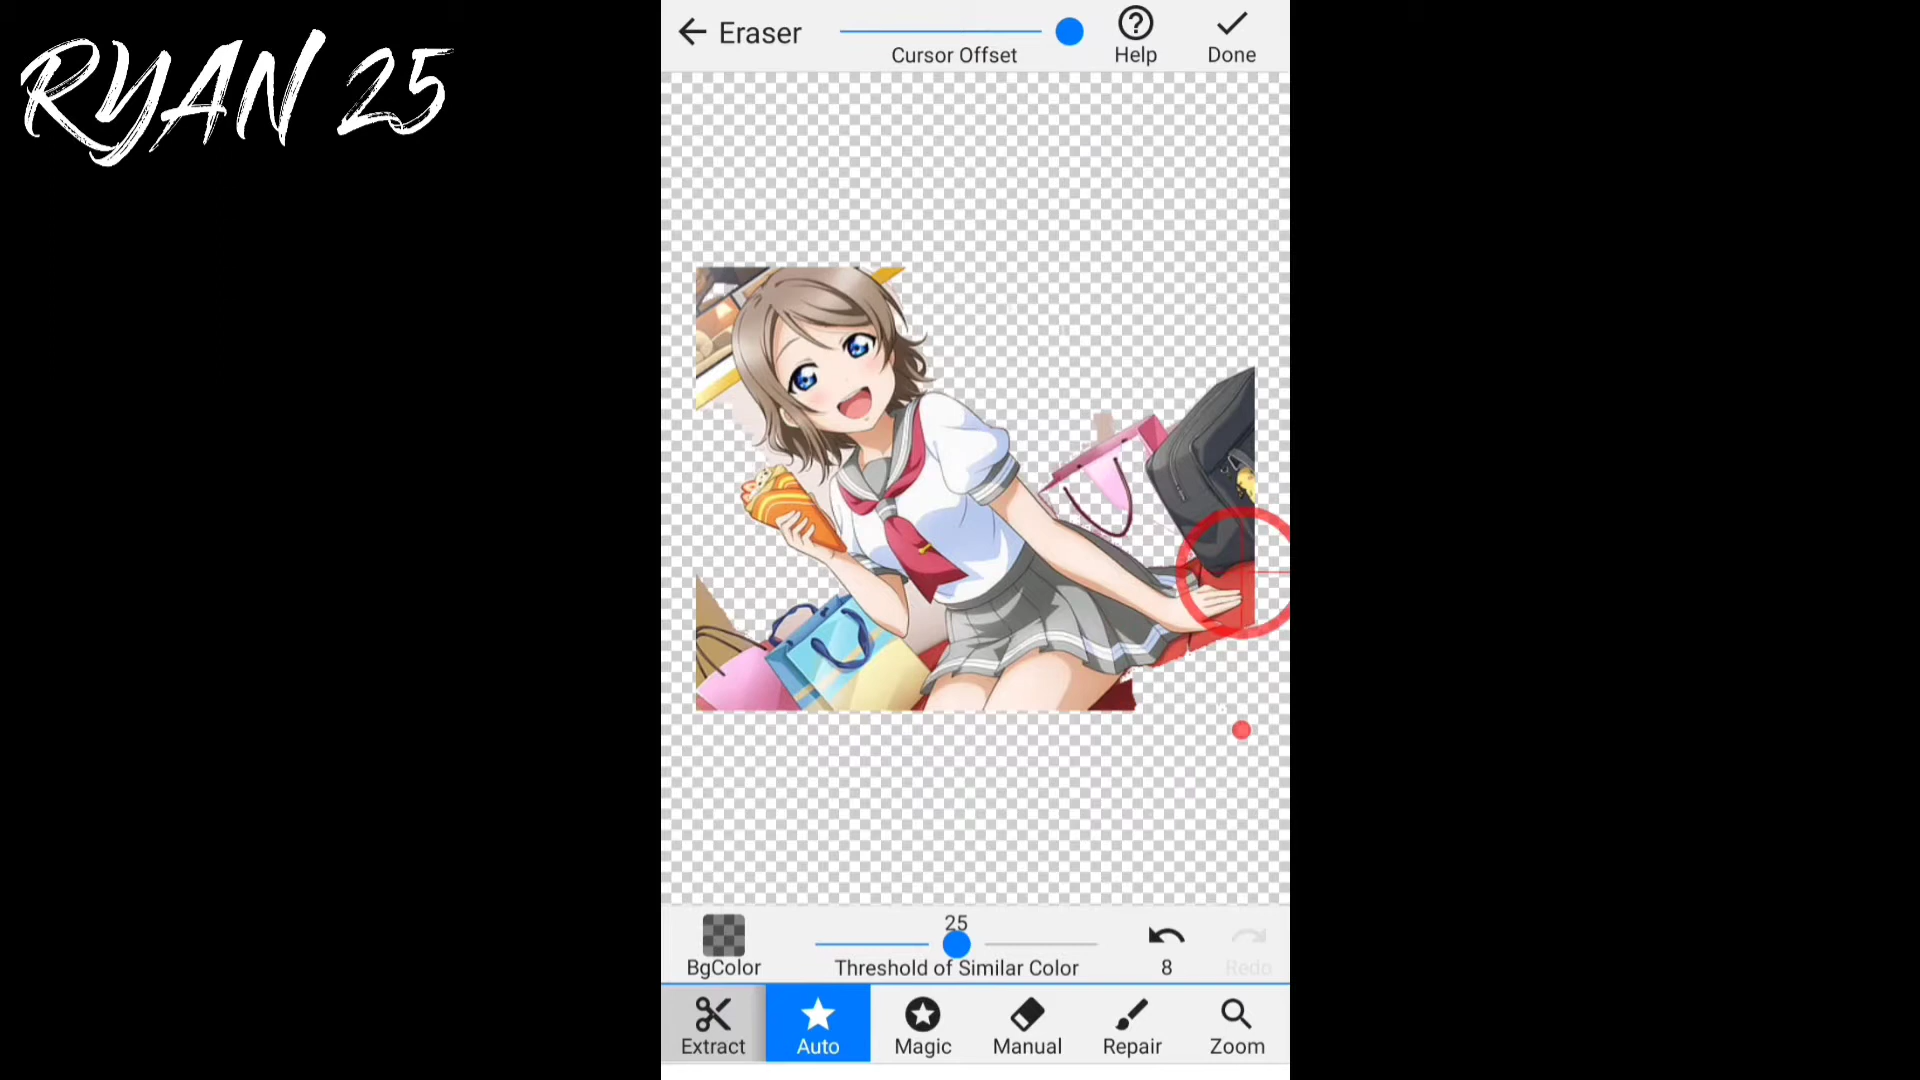 RYAN 25
Eraser
Cursor Offset
Help
Done
BgColor
25
Threshold of Similar Color
8
Redo
Extract
Auto
Magic
Manual
Repair
Zoom